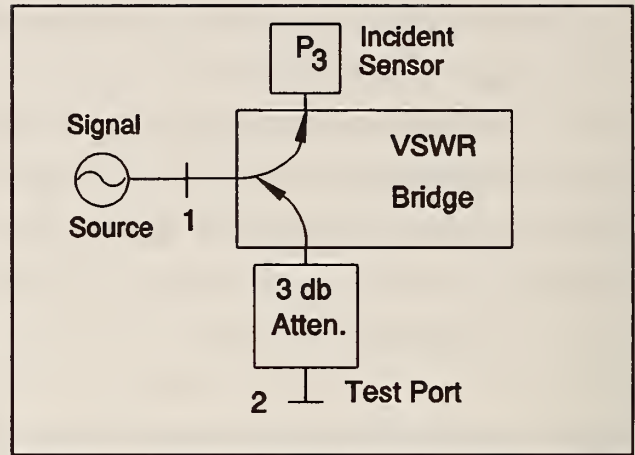 P3
Incident
Sensor
Signal
Source
1
VSWR
Bridge
3 db
Atten.
2
Test Port